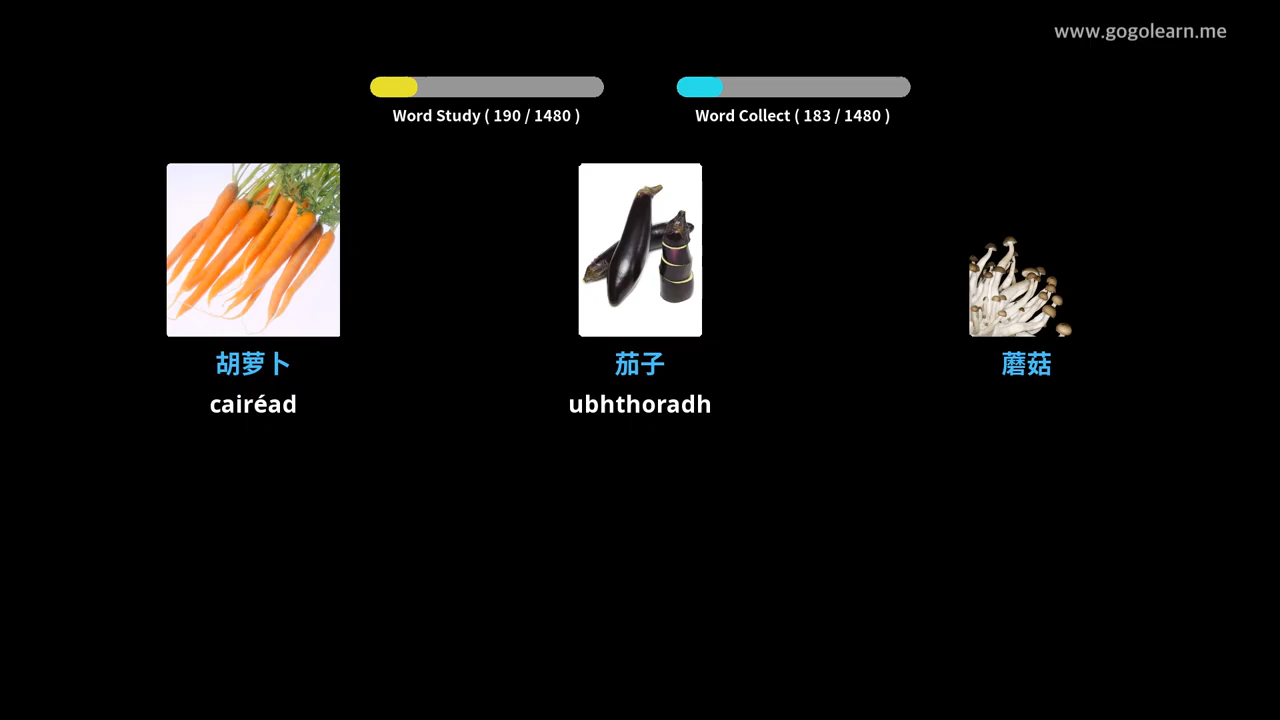 www.gogolearn.me
Word Study ( 190 / 1480 )
Word Collect ( 183 / 1480 )
胡萝卜
茄子
蘑菇
cairéad
ubhthoradh